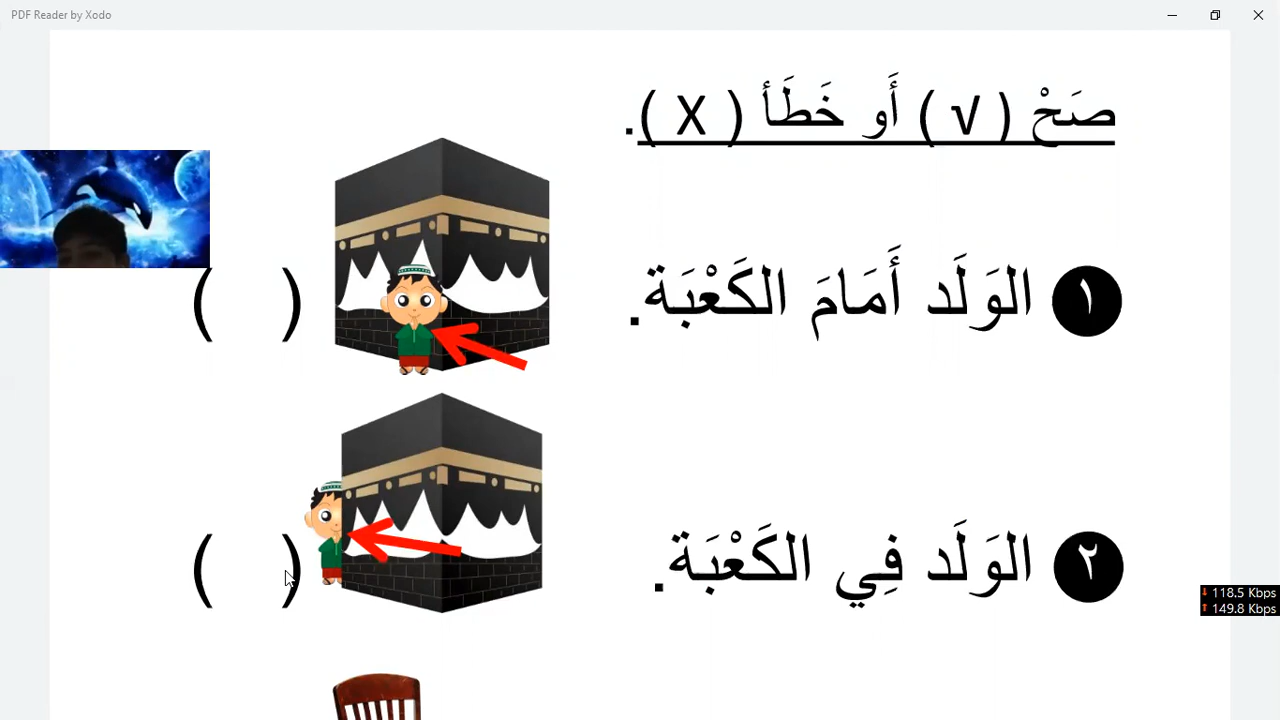 PDF Reader by Xodo
صَحْ ( √ ) أَو خَطَأ ( X ).
١ الوَلَد أَمَامَ الكَعْبَة. ( )
٢ الوَلَد فِي الكَعْبَة. ( )
118.5 Kbps
149.8 Kbps